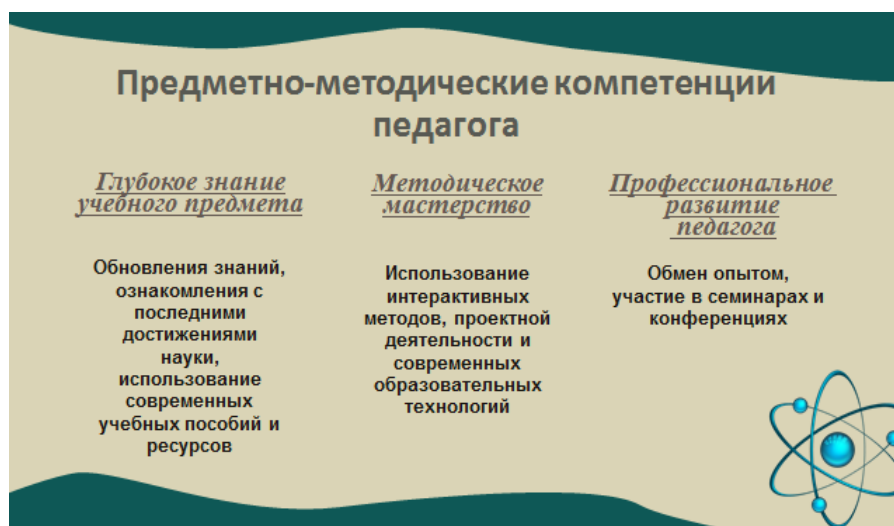 Предметно-методические компетенции
педагога
Глубокое знание
учебного предмета
Обновления знаний,
ознакомления с
последними
достижениями
науки,
использование
современных
учебных пособий и
ресурсов
Методическое
мастерство
Использование
интерактивных
методов, проектной
деятельности и
современных
образовательных
технологий
Профессиональное
развитие
педагога
Обмен опытом,
участие в семинарах и
конференциях